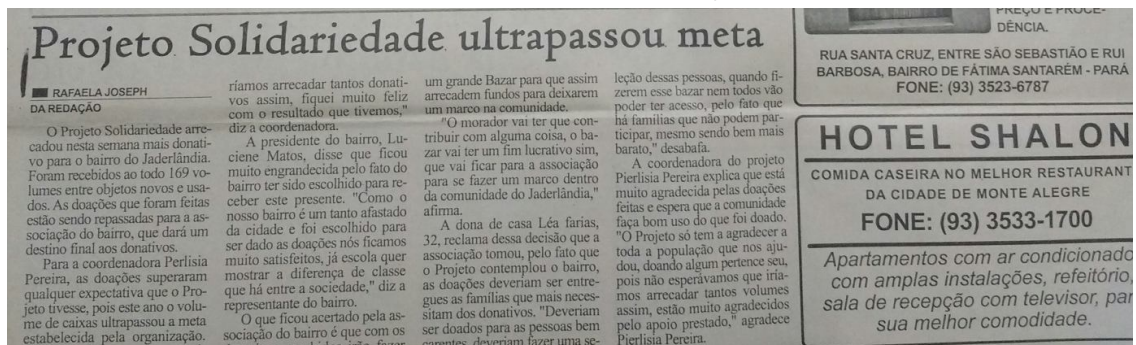 Projeto Solidariedade ultrapassou meta
RAFAELA JOSEPH
DA REDAÇÃO
O Projeto Solidariedade arre-
cadou nesta semana mais donati-
vo para o bairro do Jaderlândia.
Foram recebidos ao todo 169 vo-
lumes entre objetos novos e usa-
dos. As doações que foram feitas
estão sendo repassadas para a as-
sociação do bairro, que dará um
destino final aos donativos.
Para a coordenadora Perlisia
Pereira, as doações superaram
qualquer expectativa que o Pro-
jeto tivesse, pois este ano o volu-
me de caixas ultrapassou a meta
estabelecida pela organização.
ríamos arrecadar tantos donati-
vos assim, fiquei muito feliz
com o resultado que tivemos,"
diz a coordenadora.
A presidente do bairro, Lu-
ciene Matos, disse que ficou
muito engrandecida pelo fato do
bairro ter sido escolhido para re-
ceber este presente. "Como o
nosso bairro é um tanto afastado
da cidade e foi escolhido para
ser dado as doações nós ficamos
muito satisfeitos, já escola quer
mostrar a diferença de classe
que há entre a sociedade," diz a
representante do bairro.
O que ficou acertado pela as-
sociação do bairro é que com os
um grande Bazar para que assim
arrecadem fundos para deixarem
um marco na comunidade.
"O morador vai ter que con-
tribuir com alguma coisa, o ba-
zar vai ter um fim lucrativo sim,
que vai ficar para a associação
para se fazer um marco dentro
da comunidade do Jaderlândia,"
afirma.
A dona de casa Léa farias,
32, reclama dessa decisão que a
associação tomou, pelo fato que
o Projeto contemplou o bairro,
as doações deveriam ser entre-
gues as famílias que mais neces-
sitam dos donativos. "Deveriam
ser doados para as pessoas bem
carentes, deveriam fazer uma se-
leção dessas pessoas, quando fi-
zerem esse bazar nem todos vão
poder ter acesso, pelo fato que
há famílias que não podem par-
ticipar, mesmo sendo bem mais
barato," desabafa.
A coordenadora do projeto
Pierlisia Pereira explica que está
muito agradecida pelas doações
feitas e espera que a comunidade
faça bom uso do que foi doado.
"O Projeto só tem a agradecer a
toda a população que nos aju-
dou, doando algum pertence seu,
pois não esperávamos que iría-
mos arrecadar tantos volumes
assim, estão muito agradecidos
pelo apoio prestado," agradece
Pierlisia Pereira.
PREÇO E PROCE-
DÊNCIA.
RUA SANTA CRUZ, ENTRE SÃO SEBASTIÃO E RUI
BARBOSA, BAIRRO DE FÁTIMA SANTARÉM - PARÁ
FONE: (93) 3523-6787
HOTEL SHALON
COMIDA CASEIRA NO MELHOR RESTAURANT
DA CIDADE DE MONTE ALEGRE
FONE: (93) 3533-1700
Apartamentos com ar condicionado
com amplas instalações, refeitório,
sala de recepção com televisor, par
sua melhor comodidade.